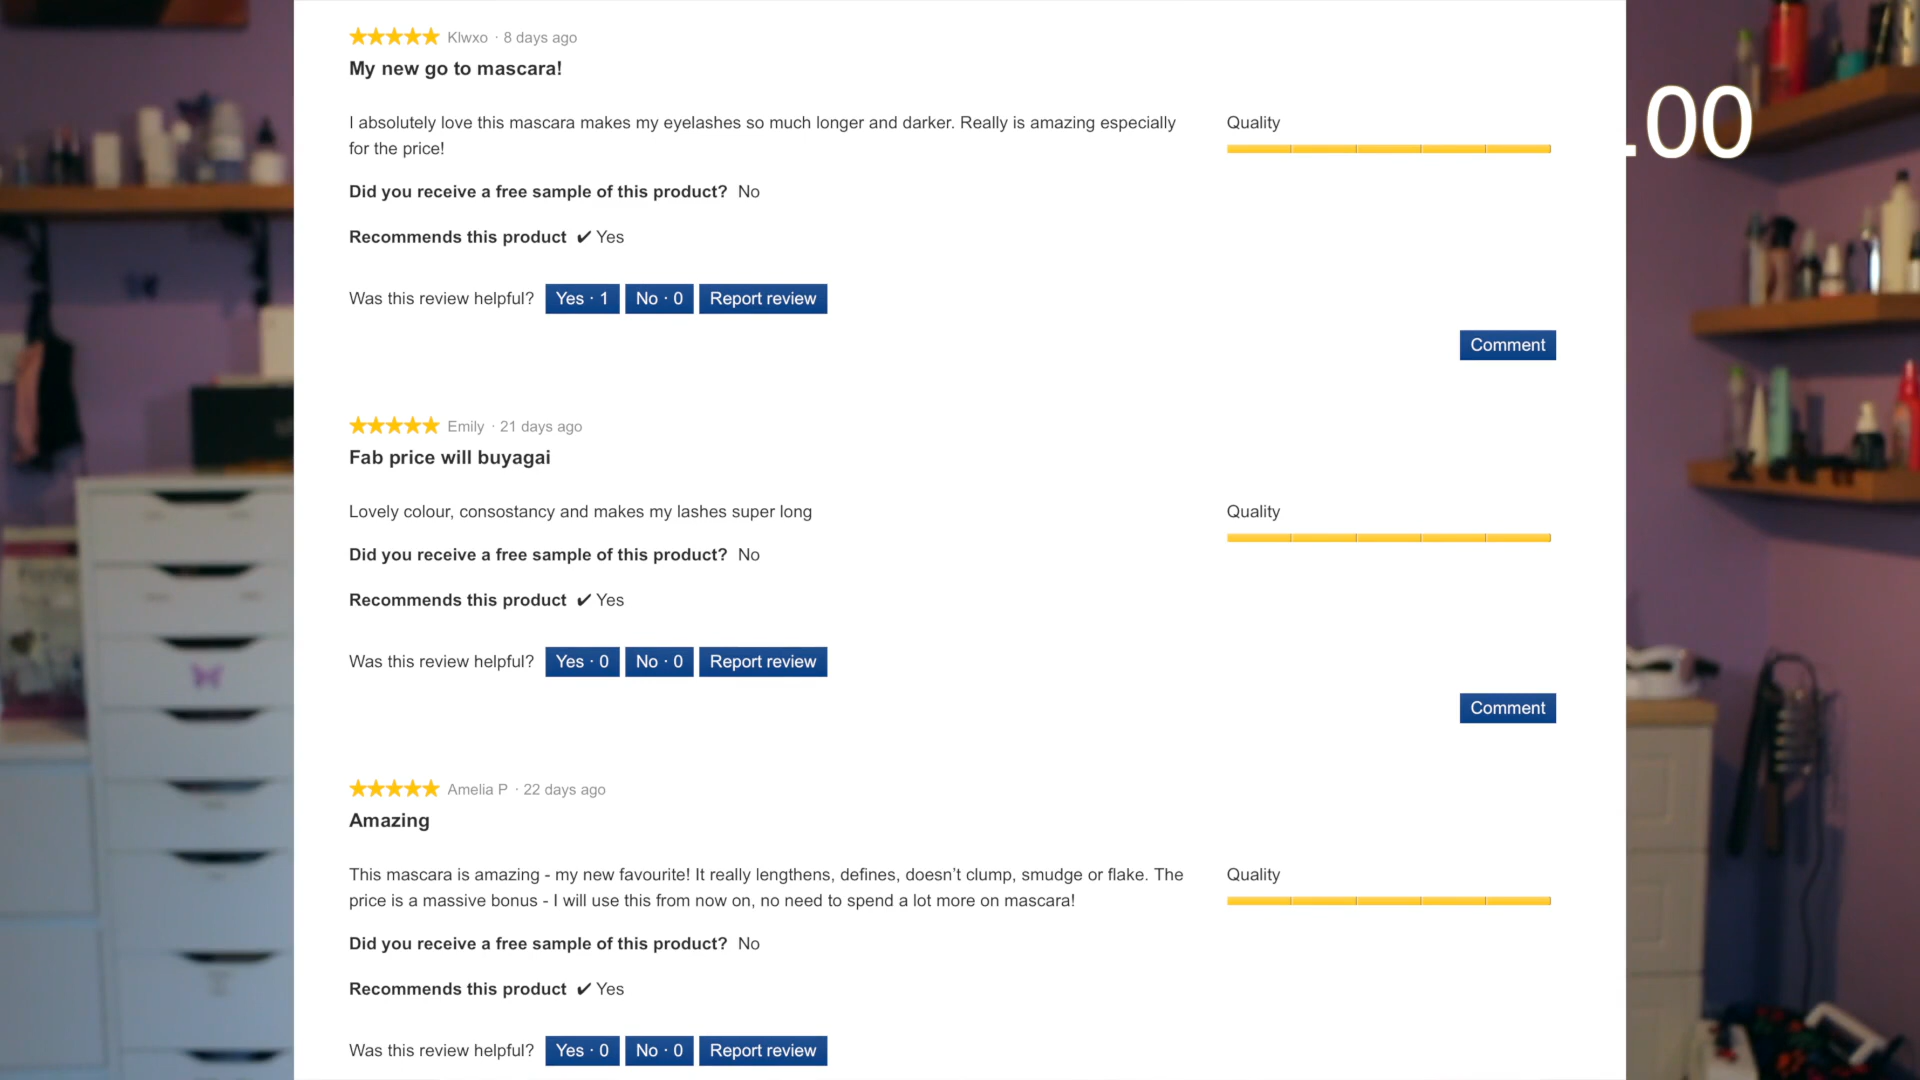 ★★★★★ Klwxo · 8 days ago
My new go to mascara!
I absolutely love this mascara makes my eyelashes so much longer and darker. Really is amazing especially
for the price!
Quality
.00
Did you receive a free sample of this product? No
Recommends this product ✔ Yes
Was this review helpful? Yes · 1 No · 0 Report review
Comment
★★★★★ Emily · 21 days ago
Fab price will buyagai
Lovely colour, consostancy and makes my lashes super long
Quality
Did you receive a free sample of this product? No
Recommends this product ✔ Yes
Was this review helpful? Yes · 0 No · 0 Report review
Comment
★★★★★ Amelia P · 22 days ago
Amazing
This mascara is amazing - my new favourite! It really lengthens, defines, doesn’t clump, smudge or flake. The
price is a massive bonus - I will use this from now on, no need to spend a lot more on mascara!
Quality
Did you receive a free sample of this product? No
Recommends this product ✔ Yes
Was this review helpful? Yes · 0 No · 0 Report review